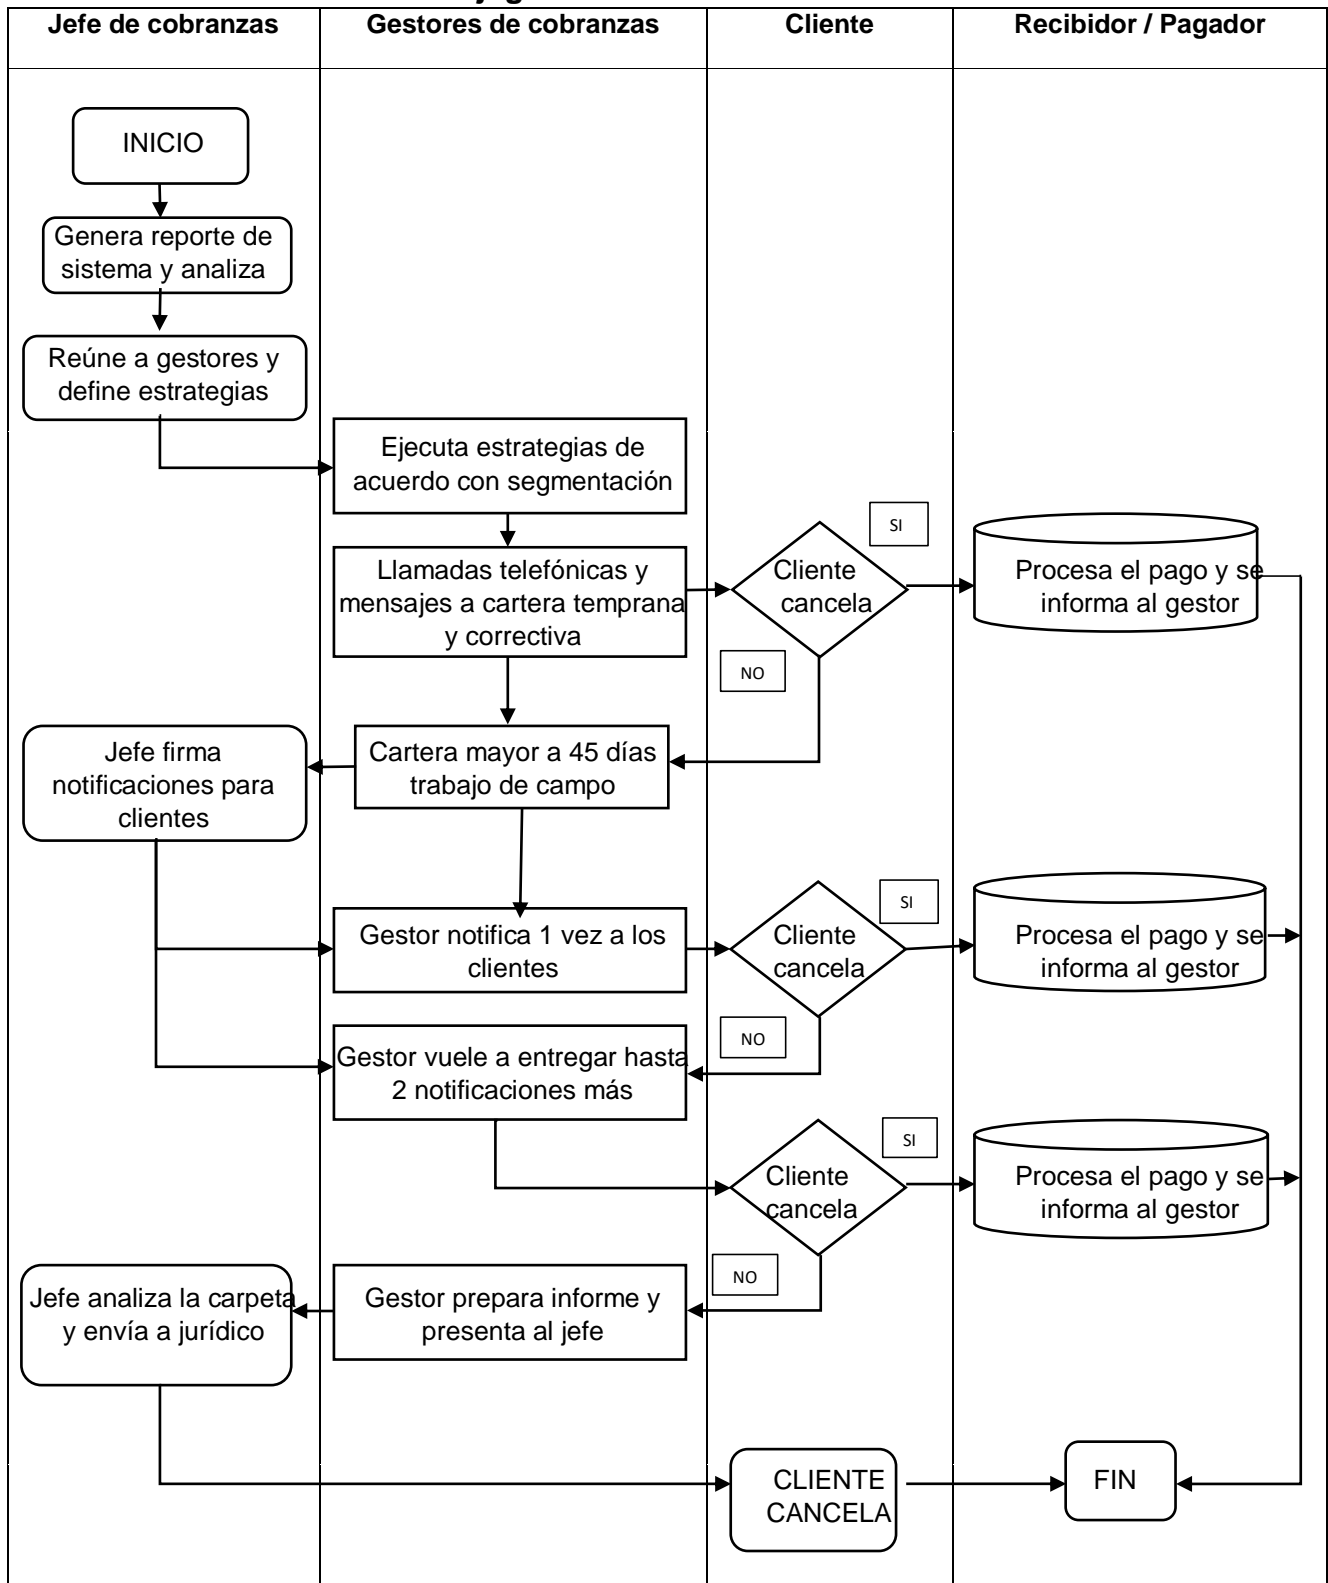 Jefe de cobranzas
Gestores de cobranzas
Cliente
Recibidor / Pagador
INICIO
Genera reporte de
sistema y analiza
Reúne a gestores y
define estrategias
Ejecuta estrategias de
acuerdo con segmentación
Llamadas telefónicas y
mensajes a cartera temprana
y correctiva
Cliente
cancela
SI
NO
Procesa el pago y se
informa al gestor
Jefe firma
notificaciones para
clientes
Cartera mayor a 45 días
trabajo de campo
Gestor notifica 1 vez a los
clientes
Cliente
cancela
SI
NO
Procesa el pago y se
informa al gestor
Gestor vuele a entregar hasta
2 notificaciones más
Cliente
cancela
SI
NO
Procesa el pago y se
informa al gestor
Jefe analiza la carpeta
y envía a jurídico
Gestor prepara informe y
presenta al jefe
CLIENTE
CANCELA
FIN